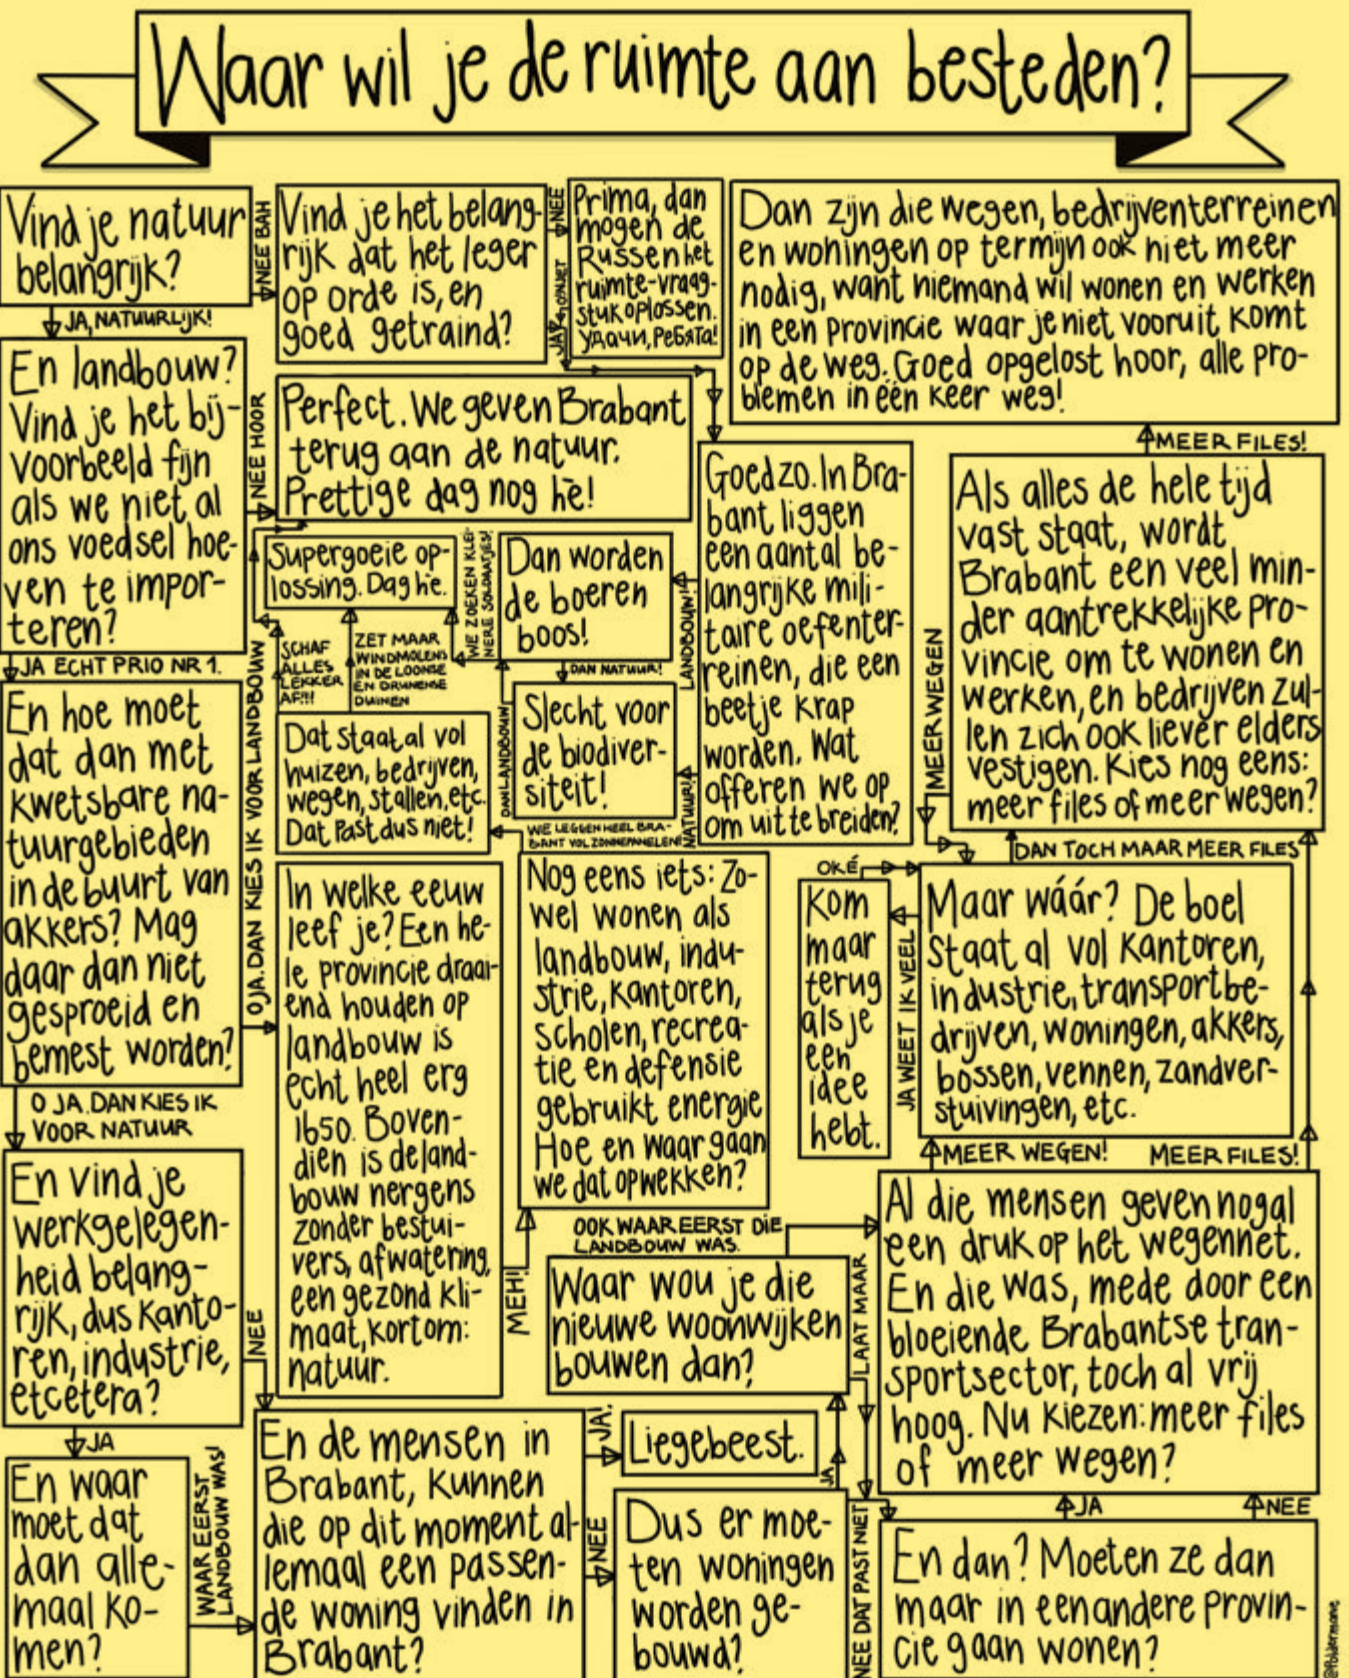 Waar wil je de ruimte aan besteden?
Vind je natuur
belangrijk?
NEE BAH
JA, NATUURLIJK!
Vind je het belang-
rijk dat het leger
op orde is, en
goed getraind?
NEE
Prima, dan
mogen de
Russen het
ruimte-vraag-
stuk oplossen.
Удачи, ребята!
Dan zijn die wegen, bedrijventerreinen
en woningen op termijn ook niet meer
nodig, want niemand wil wonen en werken
in een provincie waar je niet vooruit komt
op de weg. Goed opgelost hoor, alle pro-
blemen in één keer weg!
En landbouw?
Vind je het bij-
voorbeeld fijn
als we niet al
ons voedsel hoe-
ven te impor-
teren?
NEE HOOR
JA ECHT PRIO NR 1.
Perfect. We geven Brabant
terug aan de natuur.
Prettige dag nog hè!
Supergoeie op-
lossing. Dag hè.
WE ZOEKEN KLEI-
NERE SOLDAATJES!
Dan worden
de boeren
boos!
LANDBOUW!
DAN NATUUR!
Goedzo. In Bra-
bant liggen
een aantal be-
langrijke mili-
taire oefenter-
reinen, die een
beetje krap
worden. Wat
offeren we op
om uit te breiden?
MEER FILES!
Als alles de hele tijd
vast staat, wordt
Brabant een veel min-
der aantrekkelijke pro-
vincie om te wonen en
werken, en bedrijven zul-
len zich ook liever elders
vestigen. Kies nog eens:
meer files of meer wegen?
MEER WEGEN
DAN TOCH MAAR MEER FILES
SCHAF
ALLES
LEKKER
AF!!!
ZET MAAR
WINDMOLENS
IN DE LOONSE
EN DRUNENSE
DUINEN
En hoe moet
dat dan met
kwetsbare na-
tuurgebieden
in de buurt van
akkers? Mag
daar dan niet
gesproeid en
bemest worden?
O JA. DAN KIES IK VOOR LANDBOUW
O JA. DAN KIES IK
VOOR NATUUR
Dat staat al vol
huizen, bedrijven,
wegen, stallen, etc.
Dat past dus niet!
DAN LANDBOUW
Slecht voor
de biodiver-
siteit!
NATUUR!
WE LEGGEN HEEL BRA-
BANT VOL ZONNEPANELEN!
In welke eeuw
leef je? Een he-
le provincie draai-
end houden op
landbouw is
echt heel erg
1650. Boven-
dien is de land-
bouw nergens
zonder bestui-
vers, afwatering,
een gezond kli-
maat, kortom:
natuur.
MEH!
Nog eens iets: Zo-
wel wonen als
landbouw, indu-
strie, kantoren,
scholen, recrea-
tie en defensie
gebruikt energie
Hoe en waar gaan
we dat opwekken?
OKÉ
Kom
maar
terug
als je
een
idee
hebt.
JA WEET IK VEEL
Maar wáár? De boel
staat al vol kantoren,
industrie, transportbe-
drijven, woningen, akkers,
bossen, vennen, zandver-
stuivingen, etc.
MEER WEGEN!
MEER FILES!
En vind je
werkgelegen-
heid belang-
rijk, dus kanto-
ren, industrie,
etcetera?
NEE
JA
OOK WAAR EERST DIE
LANDBOUW WAS.
Waar wou je die
nieuwe woonwijken
bouwen dan?
LAAT MAAR
Al die mensen geven nogal
een druk op het wegennet.
En die was, mede door een
bloeiende Brabantse tran-
sportsector, toch al vrij
hoog. Nu kiezen: meer files
of meer wegen?
En waar
moet dat
dan alle-
maal ko-
men?
WAAR EERST
LANDBOUW WAS!
En de mensen in
Brabant, kunnen
die op dit moment al-
lemaal een passen-
de woning vinden in
Brabant?
JA!
Liegebeest.
NEE
Dus er moe-
ten woningen
worden ge-
bouwd?
JA
NEE DAT PAST NIET
JA
NEE
En dan? Moeten ze dan
maar in een andere provin-
cie gaan wonen?